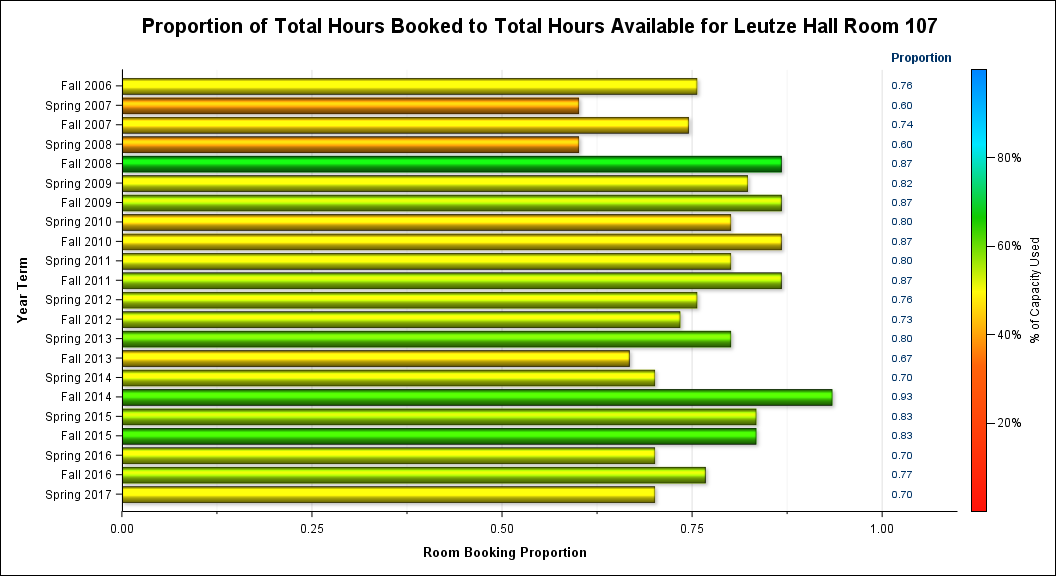 Proportion of Total Hours Booked to Total Hours Available for Leutze Hall Room 107
Proportion
Fall 2006 0.76
Spring 2007 0.60
Fall 2007 0.74
Spring 2008 0.60
Fall 2008 0.87
Spring 2009 0.82
Fall 2009 0.87
Spring 2010 0.80
Fall 2010 0.87
Spring 2011 0.80
Fall 2011 0.87
Spring 2012 0.76
Fall 2012 0.73
Spring 2013 0.80
Fall 2013 0.67
Spring 2014 0.70
Fall 2014 0.93
Spring 2015 0.83
Fall 2015 0.83
Spring 2016 0.70
Fall 2016 0.77
Spring 2017 0.70
Year Term
0.00 0.25 0.50 0.75 1.00
Room Booking Proportion
80%
60%
40%
20%
% of Capacity Used